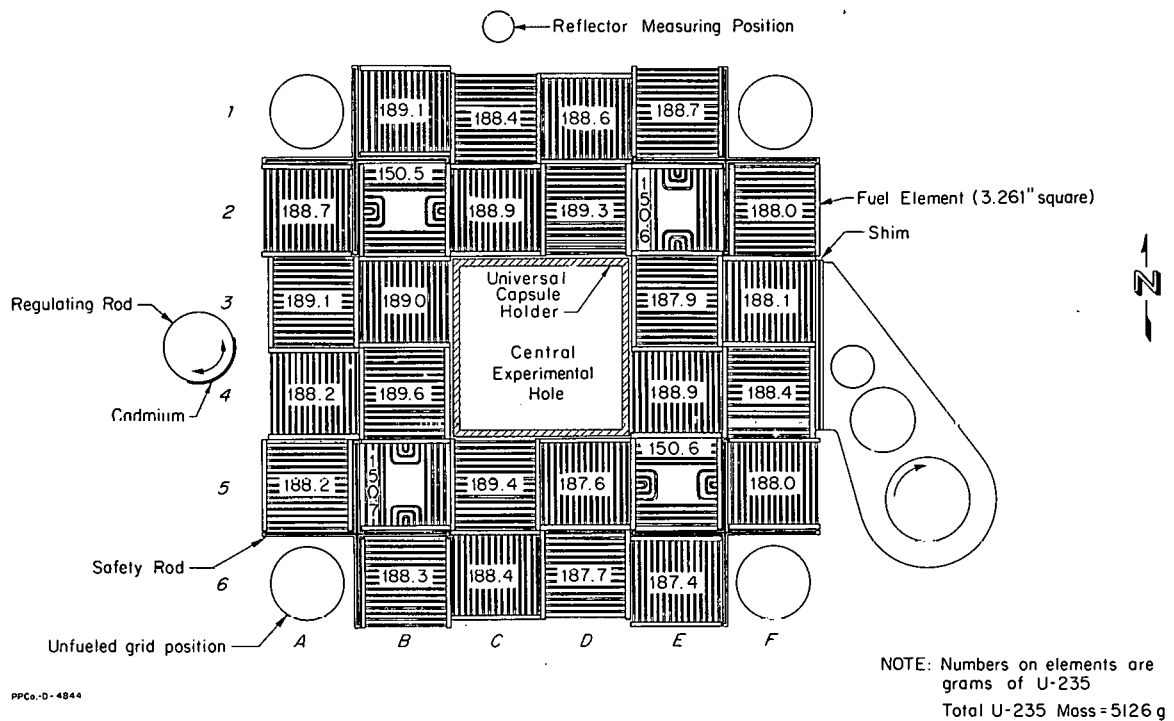 Reflector Measuring Position
1
189.1
188.4
188.6
188.7
2
188.7
150.5
188.9
189.3
150.6
188.0
Fuel Element (3.261" square)
Shim
N
Regulating Rod
3
189.1
189.0
Universal
Capsule
Holder
187.9
188.1
Central
Experimental
Hole
4
188.2
189.6
188.9
188.4
Cadmium
5
188.2
150.7
189.4
187.6
150.6
188.0
Safety Rod
6
188.3
188.4
187.7
187.4
Unfueled grid position
A B C D E F
NOTE: Numbers on elements are
grams of U-235
Total U-235 Mass = 5126 g
PPCo.-D-4844